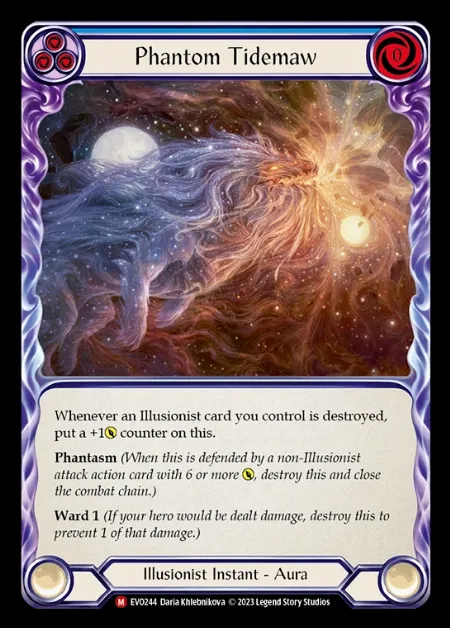 0
Phantom Tidemaw
Whenever an Illusionist card you control is destroyed,
put a +1 counter on this.
Phantasm (When this is defended by a non-Illusionist
attack action card with 6 or more , destroy this and close
the combat chain.)
Ward 1 (If your hero would be dealt damage, destroy this to
prevent 1 of that damage.)
Illusionist Instant - Aura
M EVO244 Daria Khlebnikova © 2023 Legend Story Studios